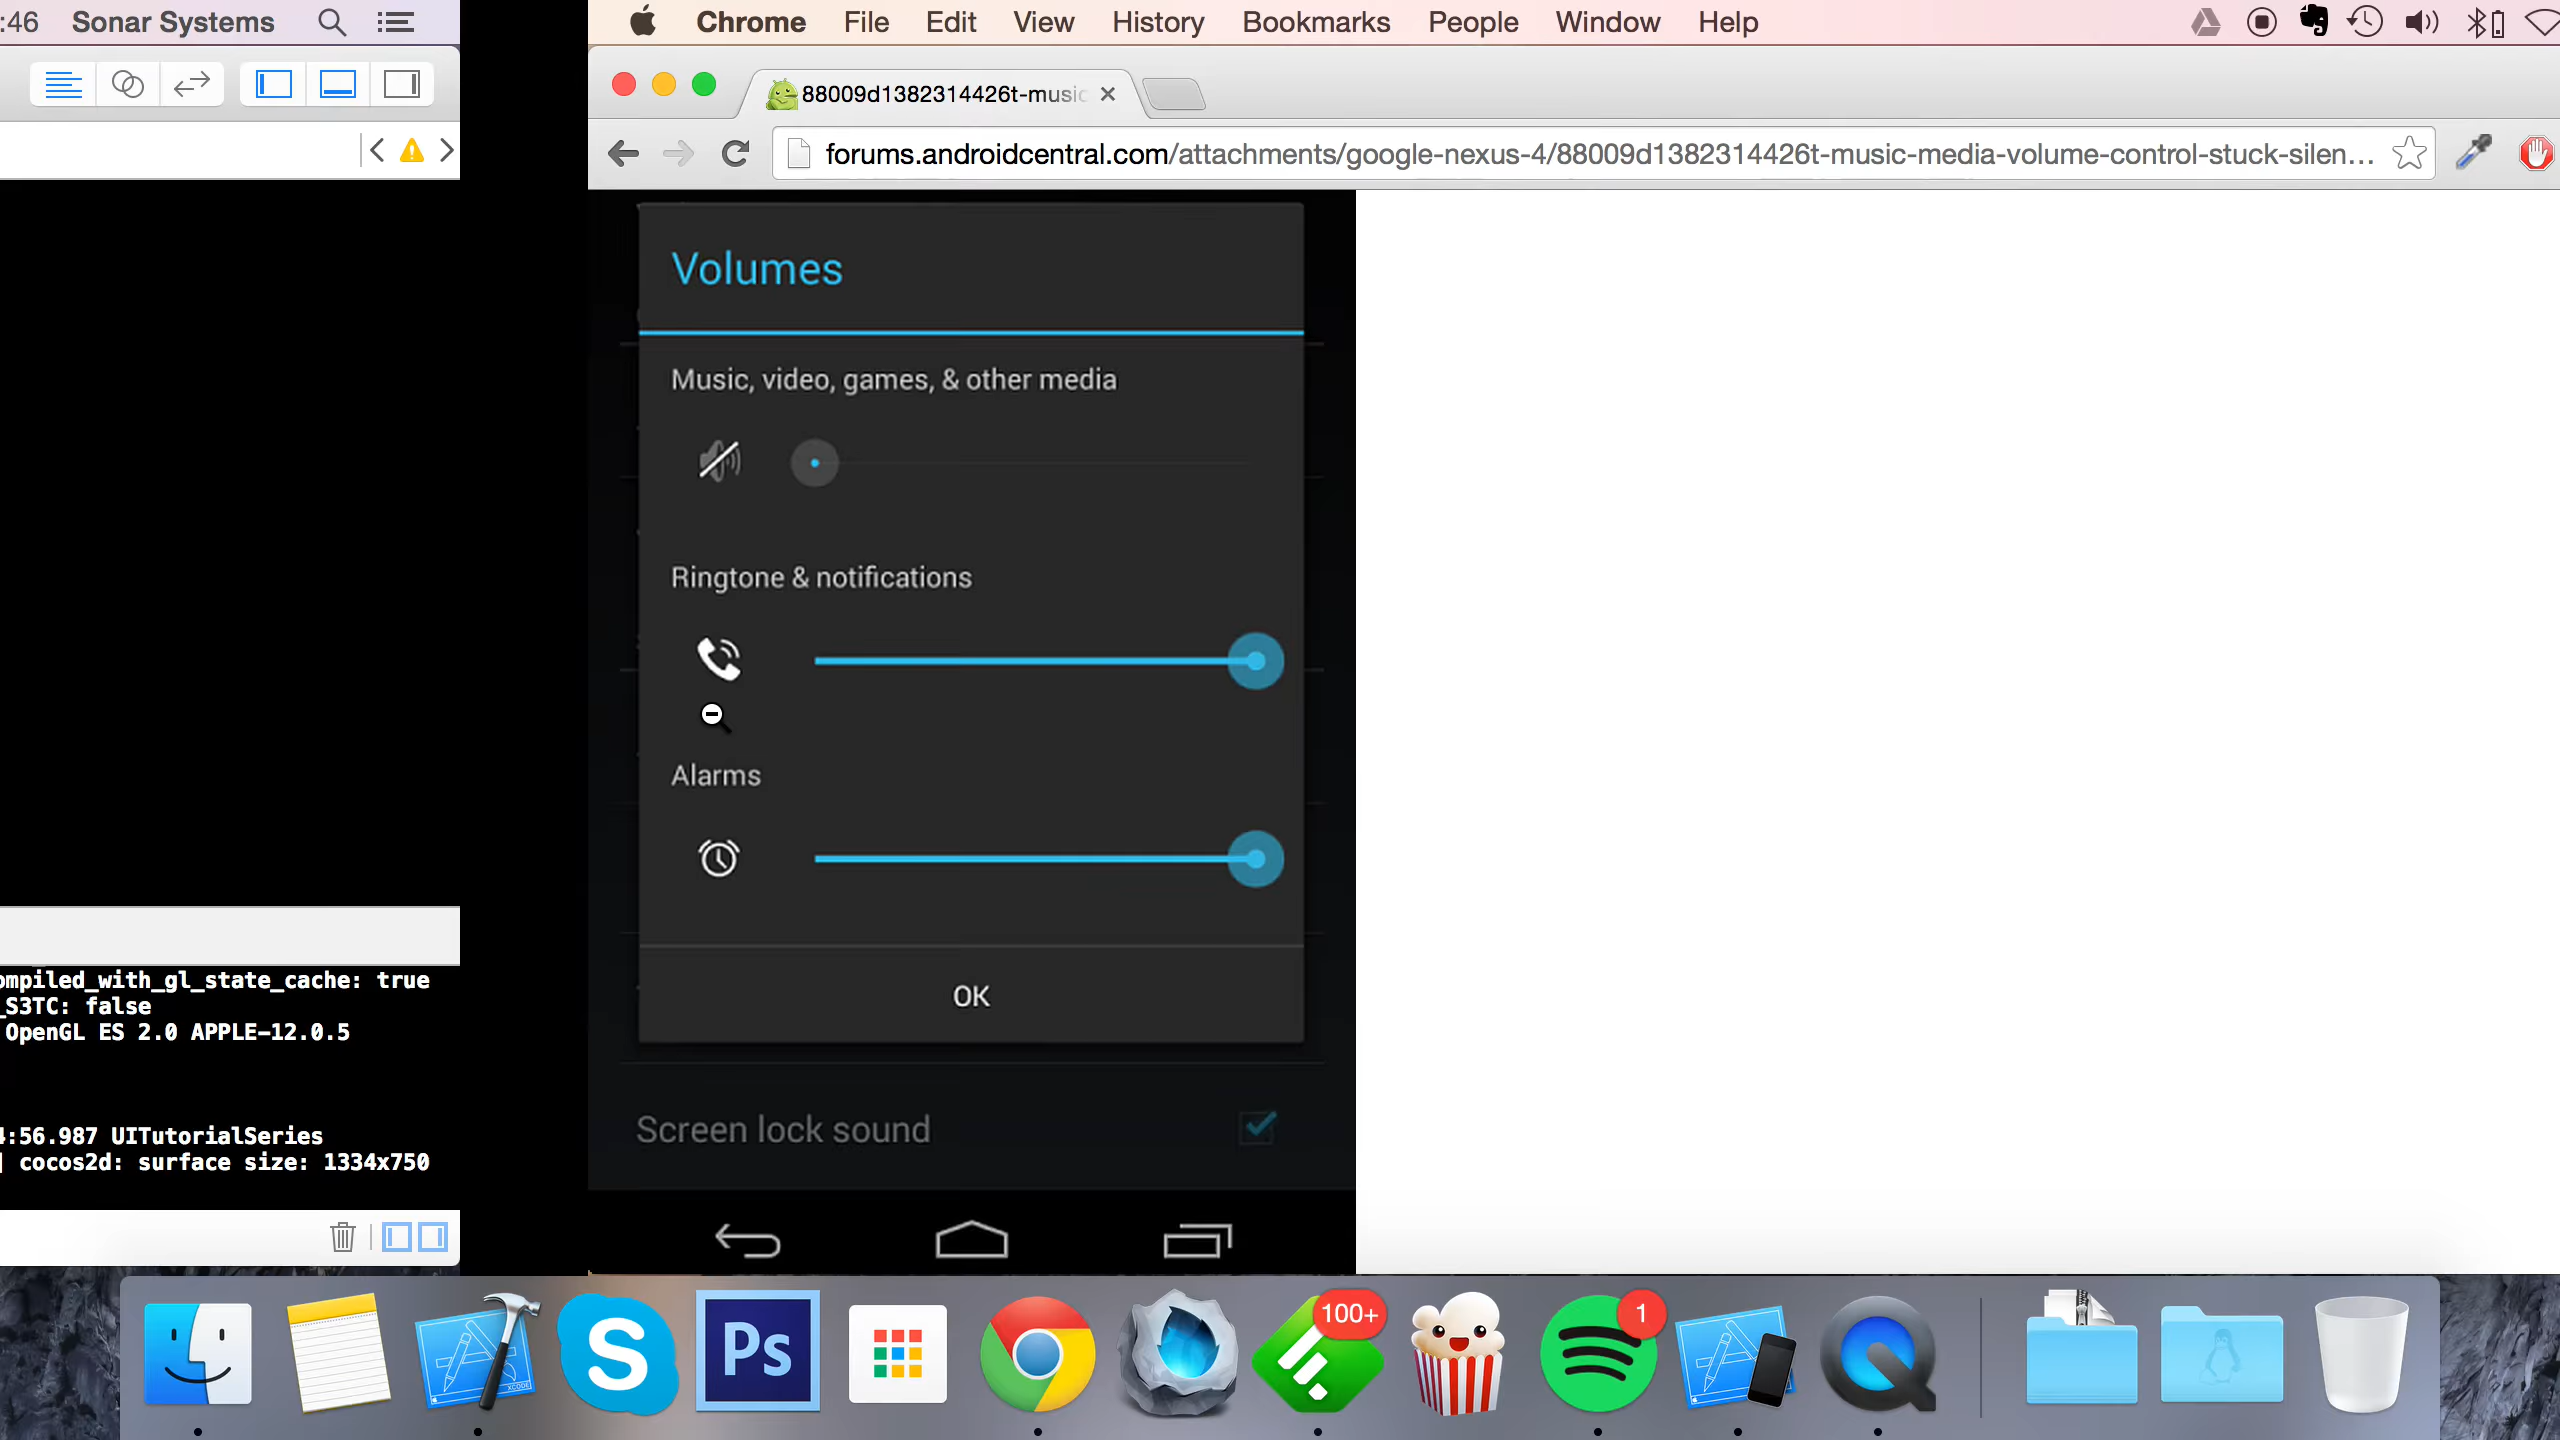 :46 Sonar Systems
Chrome File Edit View History Bookmarks People Window Help
88009d1382314426t-music
forums.androidcentral.com/attachments/google-nexus-4/88009d1382314426t-music-media-volume-control-stuck-silen...
Volumes
Music, video, games, & other media
Ringtone & notifications
Alarms
OK
Screen lock sound
ompiled_with_gl_state_cache: true
_S3TC: false
OpenGL ES 2.0 APPLE-12.0.5
4:56.987 UITutorialSeries
| cocos2d: surface size: 1334x750
XCODE
S
Ps
100+
1